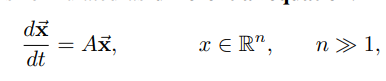 d𝐱⃗/dt = A𝐱⃗, x ∈ ℝⁿ, n ≫ 1,